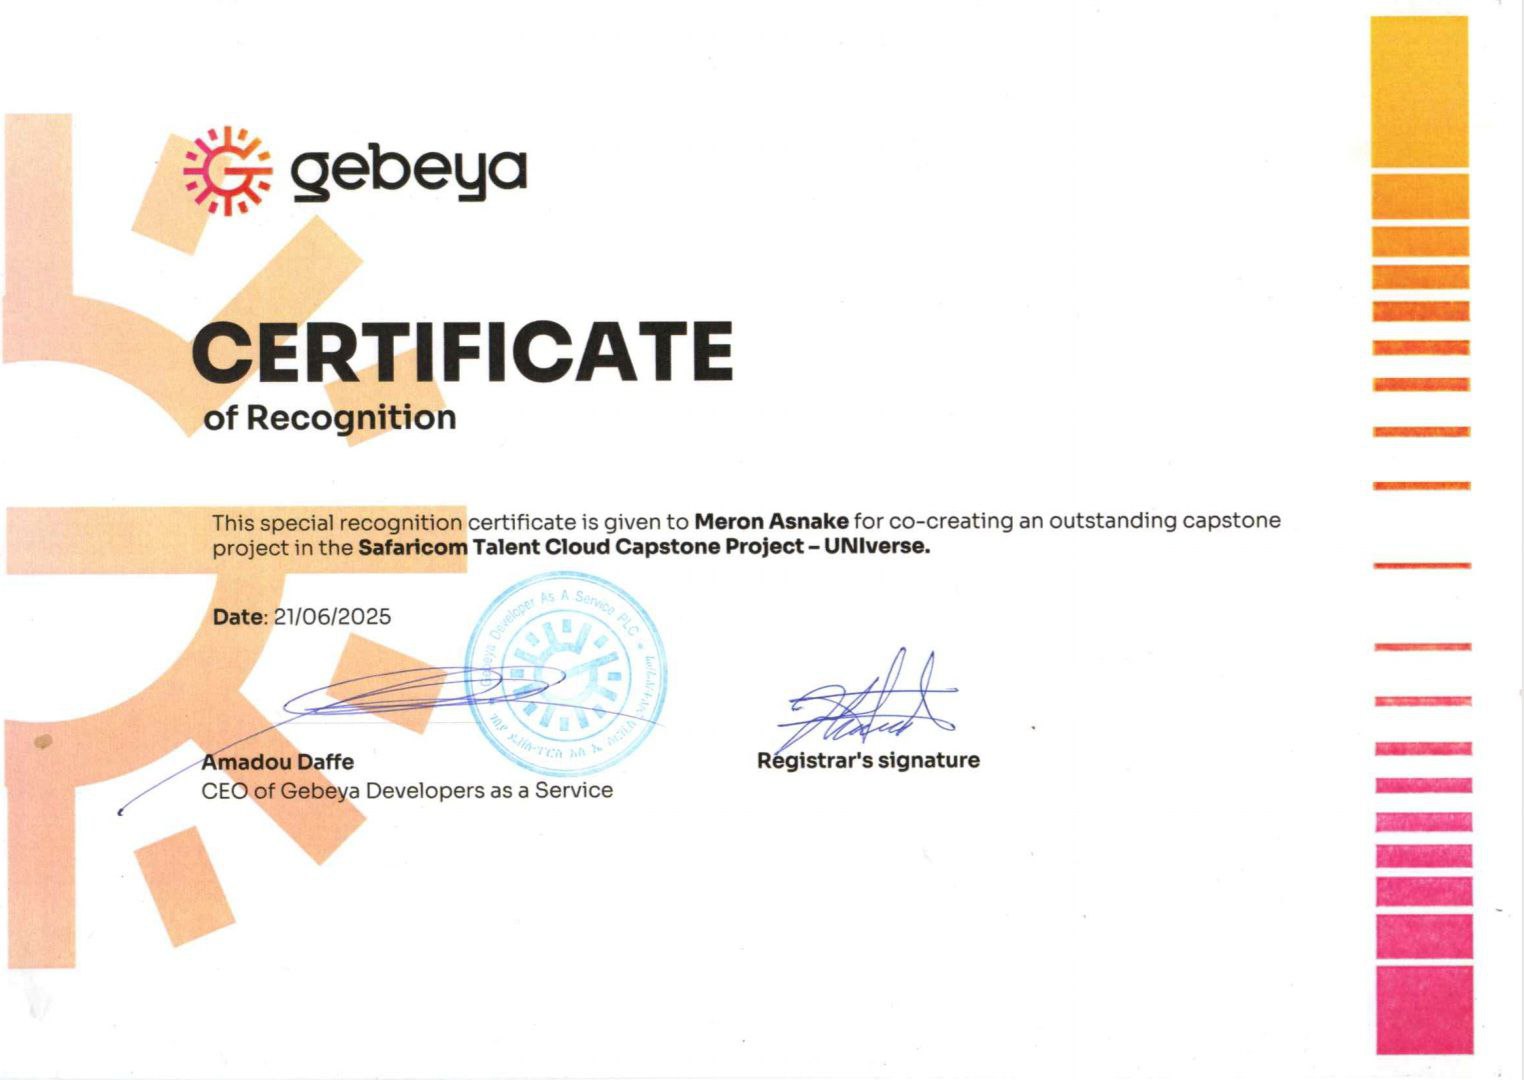 gebeya
CERTIFICATE
of Recognition
This special recognition certificate is given to Meron Asnake for co-creating an outstanding capstone
project in the Safaricom Talent Cloud Capstone Project – UNIverse.
Date: 21/06/2025
Gebeya Developer As A Service PLC
Amadou Daffe
CEO of Gebeya Developers as a Service
Registrar's signature